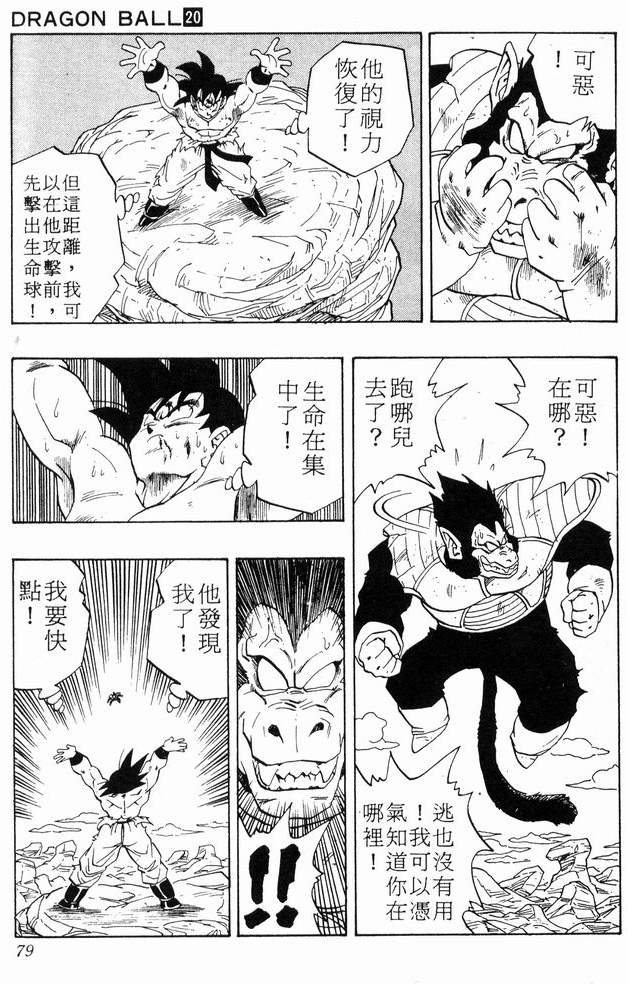 DRAGON BALL 20
可惡
！
他的視力
恢復了！
但這距離，我可
以在他攻擊前，
先擊出生命球！
可惡！
在哪？
跑哪兒
去了？
逃也沒有用
！我可以憑
氣知道你在
哪裡！
生命在集
中了！
!!
他發現
我了！
我要快
點！
79